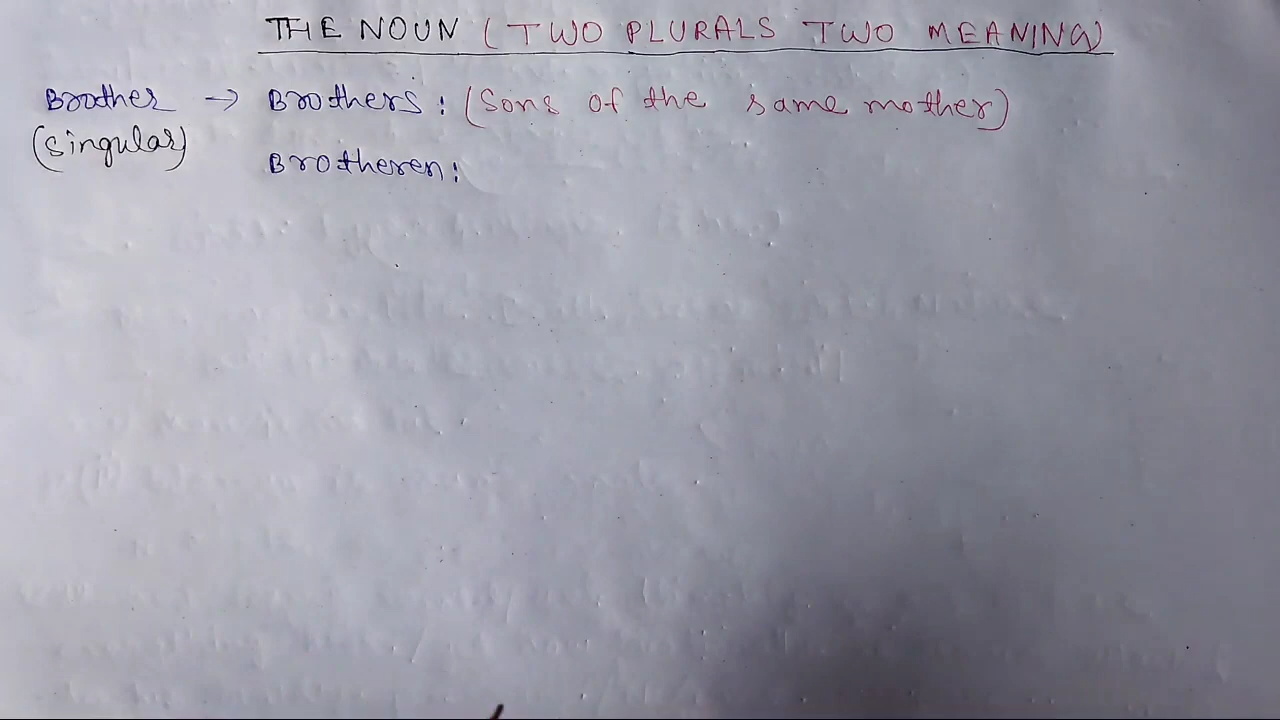 THE NOUN ( TWO PLURALS TWO MEANING)
Brother → Brothers : (Sons of the same mother)
(singular)
Brotheren :